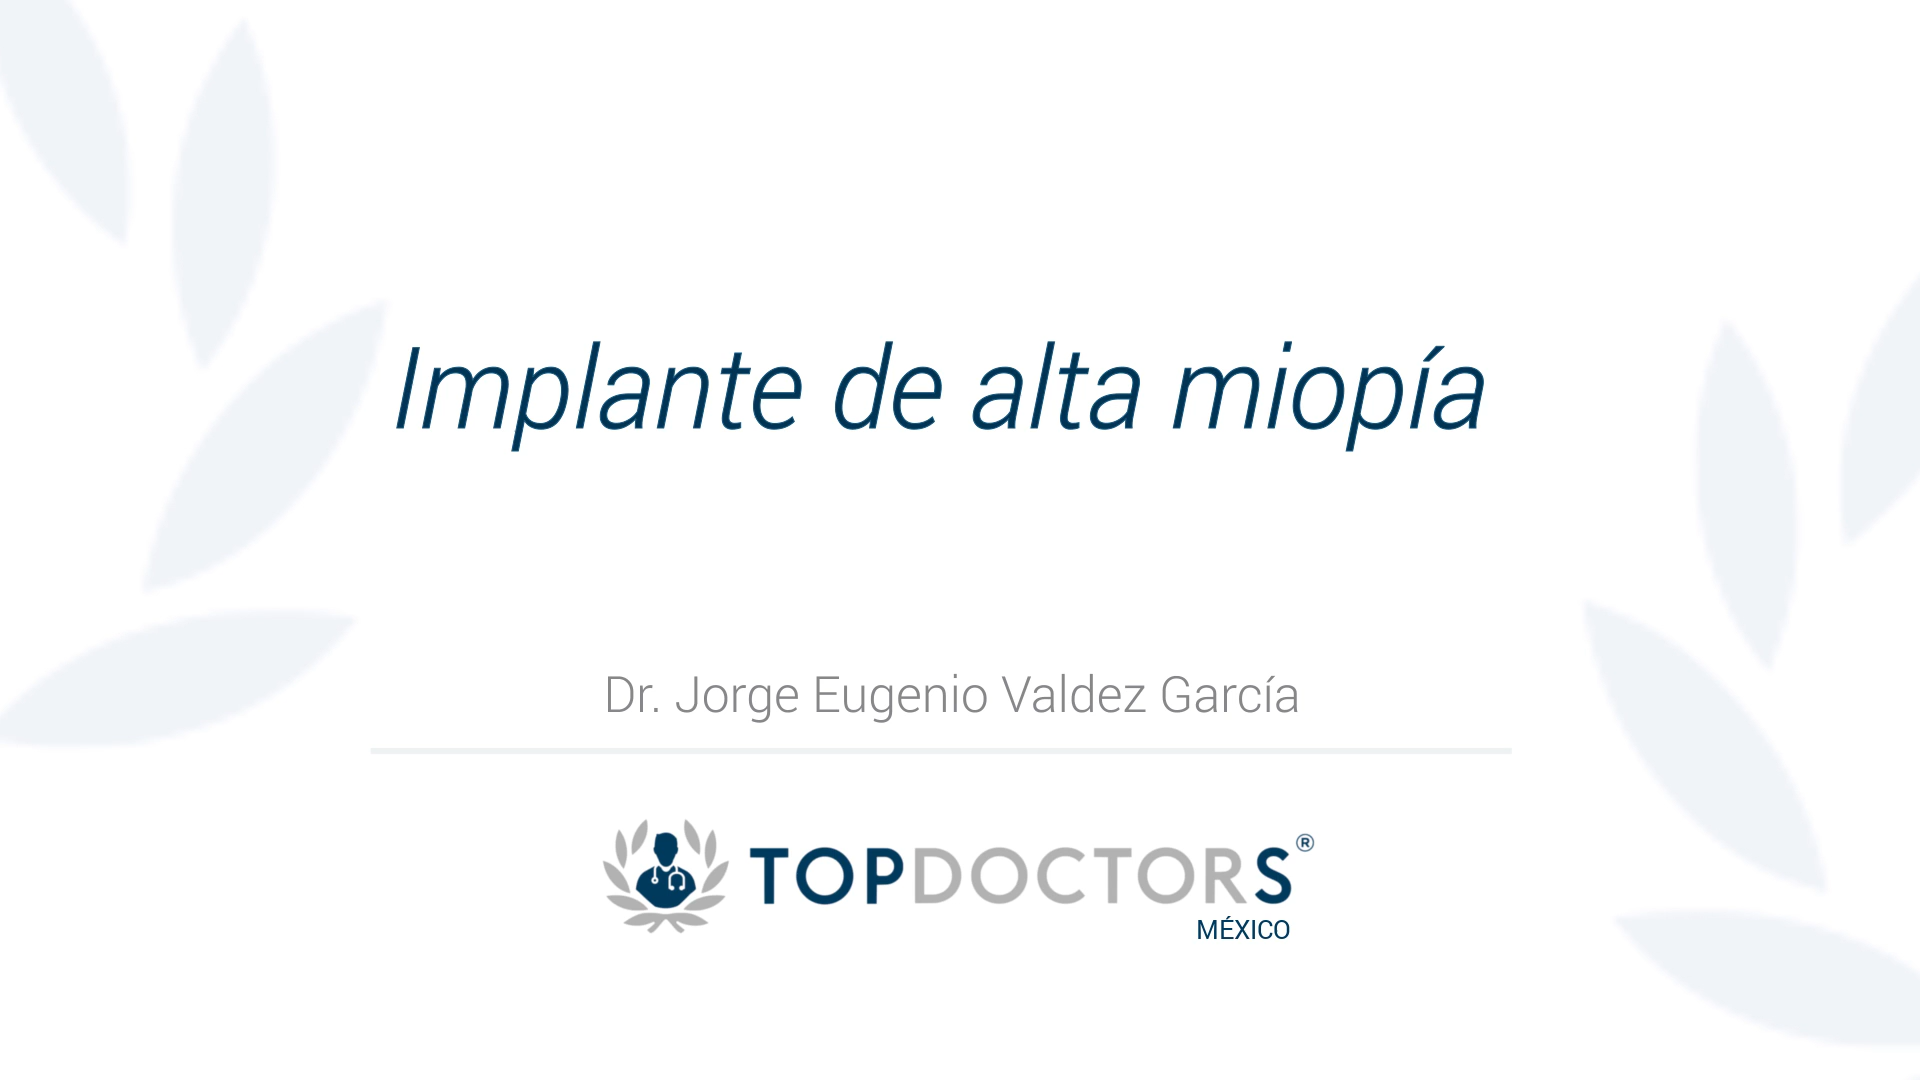 Implante de alta miopía
Dr. Jorge Eugenio Valdez García
TOPDOCTORS®
MÉXICO